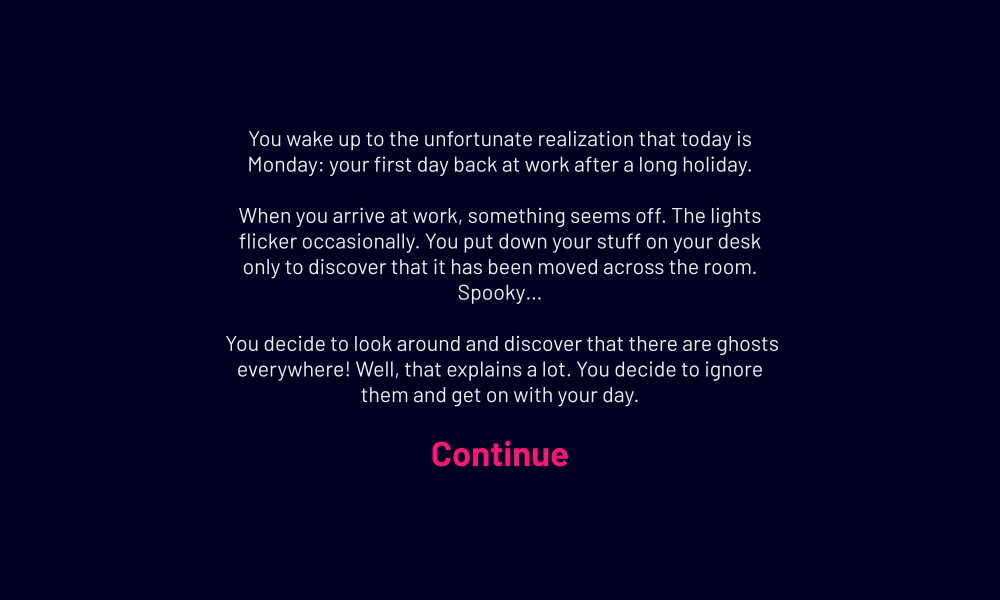 You wake up to the unfortunate realization that today is
Monday: your first day back at work after a long holiday.
When you arrive at work, something seems off. The lights
flicker occasionally. You put down your stuff on your desk
only to discover that it has been moved across the room.
Spooky...
You decide to look around and discover that there are ghosts
everywhere! Well, that explains a lot. You decide to ignore
them and get on with your day.
Continue